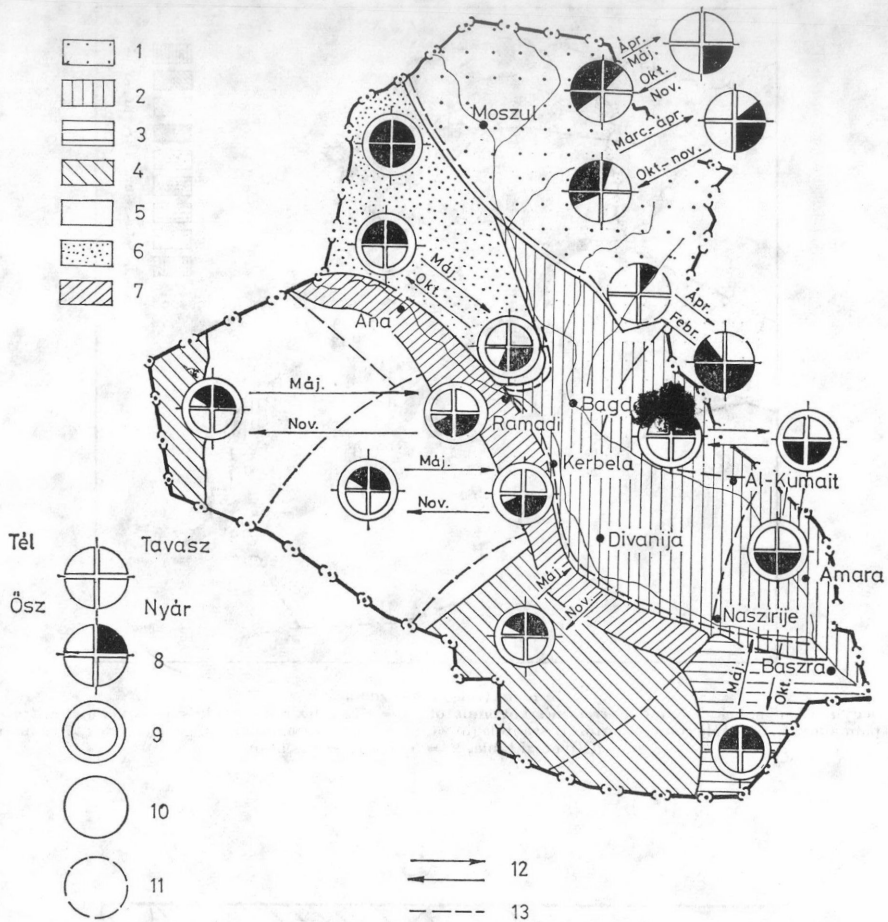 1
2
3
4
5
6
7
Tél
Tavasz
Ősz
Nyár
8
9
10
11
12
13
Ápr.
Máj.
Okt.
Nov.
Moszul
Márc.-ápr.
Okt.-nov.
Máj.
Okt.
Ápr.
Febr.
Ana
Máj.
Nov.
Ramadi
Bagd
Máj.
Nov.
Kerbela
Al-Kumait
Divanija
Amara
Máj.
Nov.
Naszirije
Bászra
Máj.
Okt.